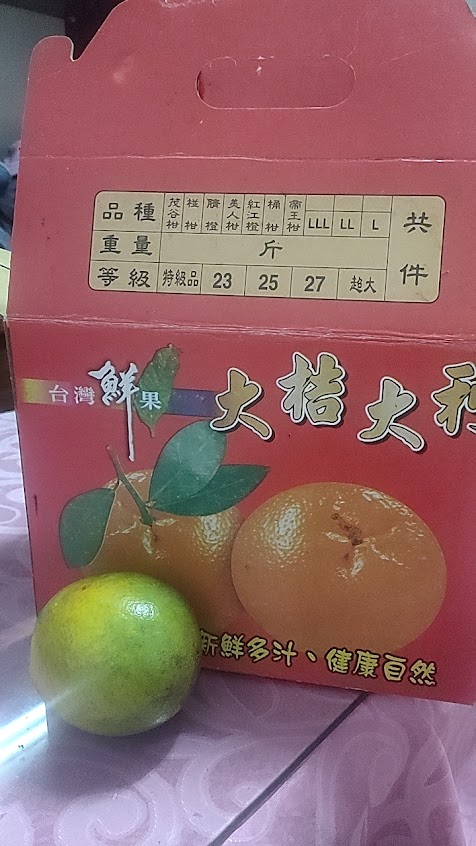 品種 茂谷柑 椪柑 臍橙 美人柑 紅江橙 桶柑 帝王柑 LLL LL L 共件
重量 斤
等級 特級品 23 25 27 超大
台灣鮮果
大桔大利
新鮮多汁、健康自然